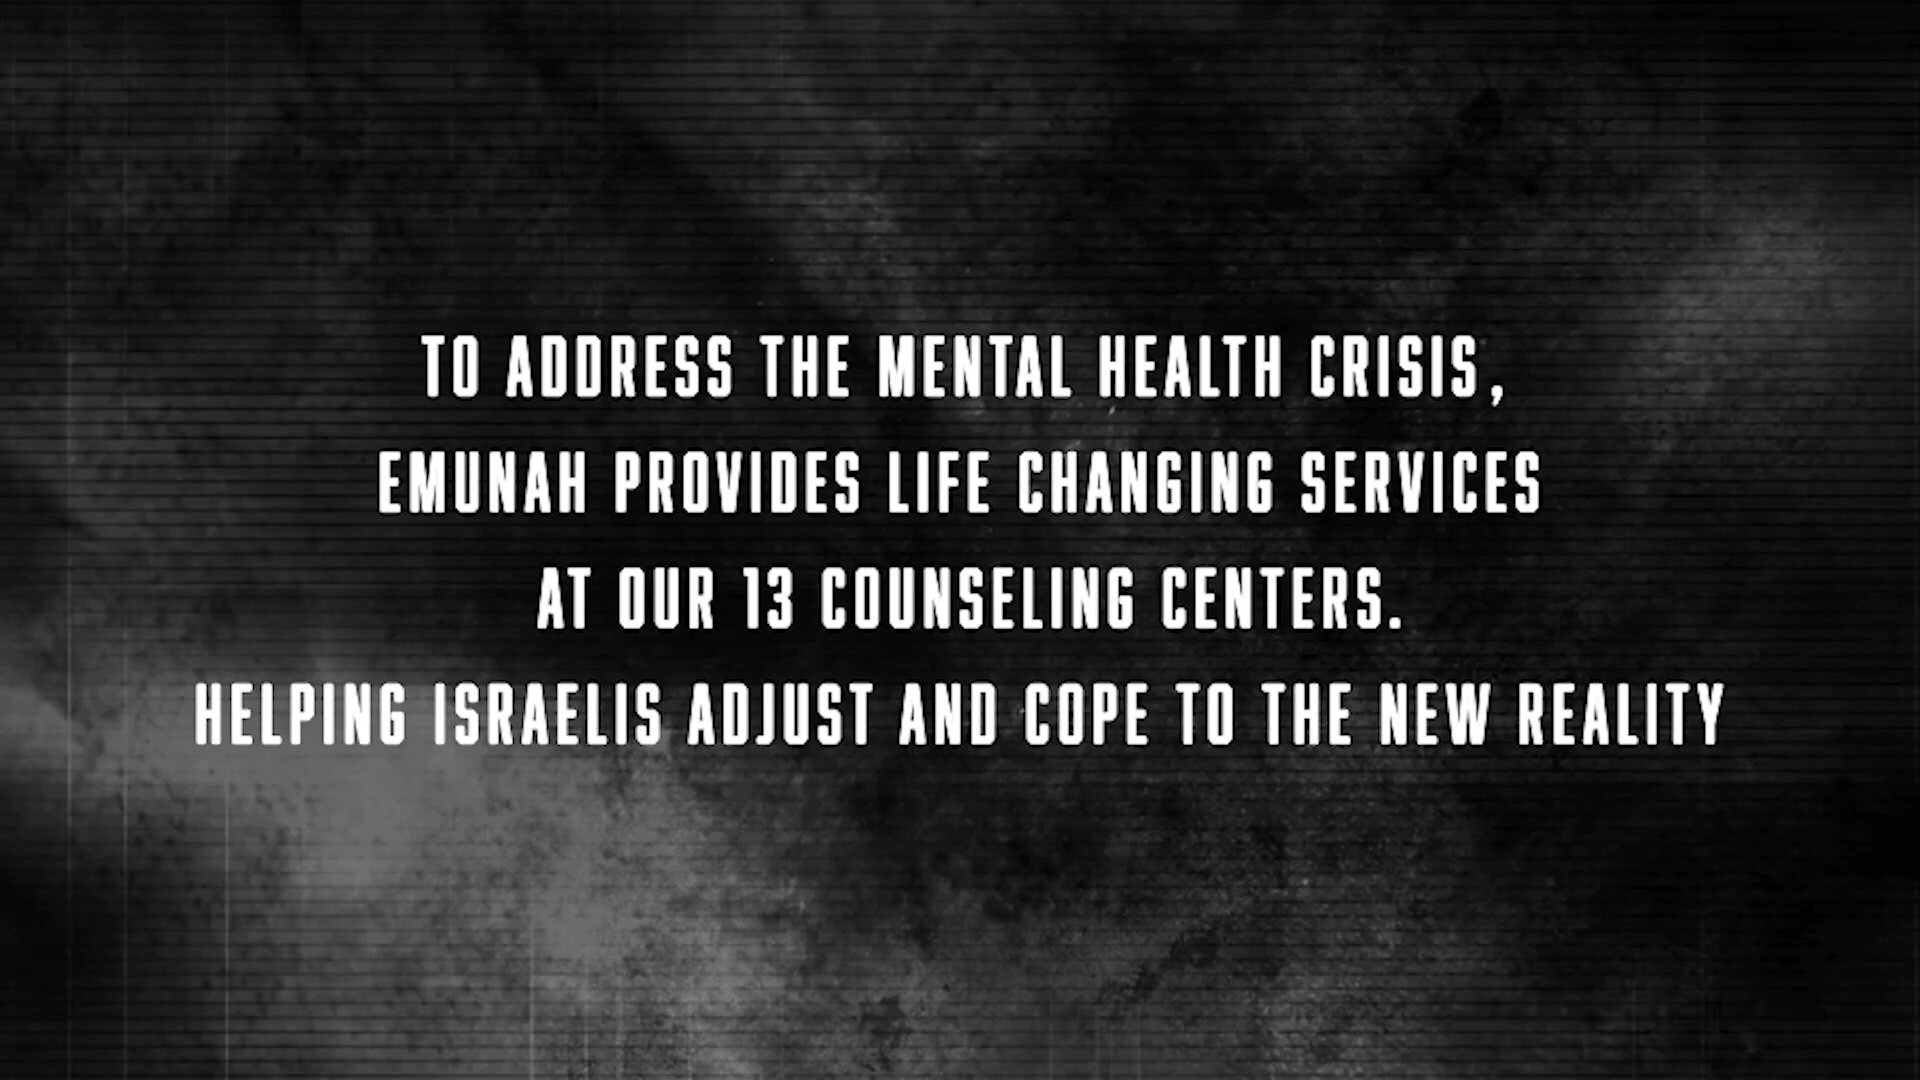 TO ADDRESS THE MENTAL HEALTH CRISIS,
EMUNAH PROVIDES LIFE CHANGING SERVICES
AT OUR 13 COUNSELING CENTERS.
HELPING ISRAELIS ADJUST AND COPE TO THE NEW REALITY